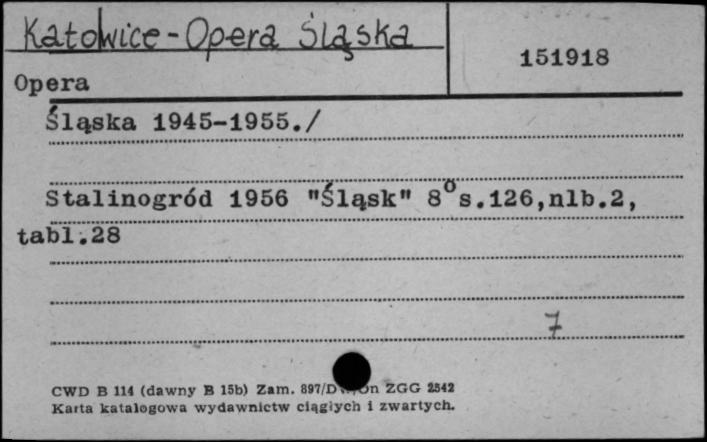 Katowice - Opera Śląska
151918
Opera
Śląska 1945-1955./
Stalinogród 1956 "Śląsk" 8° s.126,nlb.2,
tabl.28
7
CWD B 114 (dawny B 15b) Zam. 897/D ZGG 2542
Karta katalogowa wydawnictw ciągłych i zwartych.